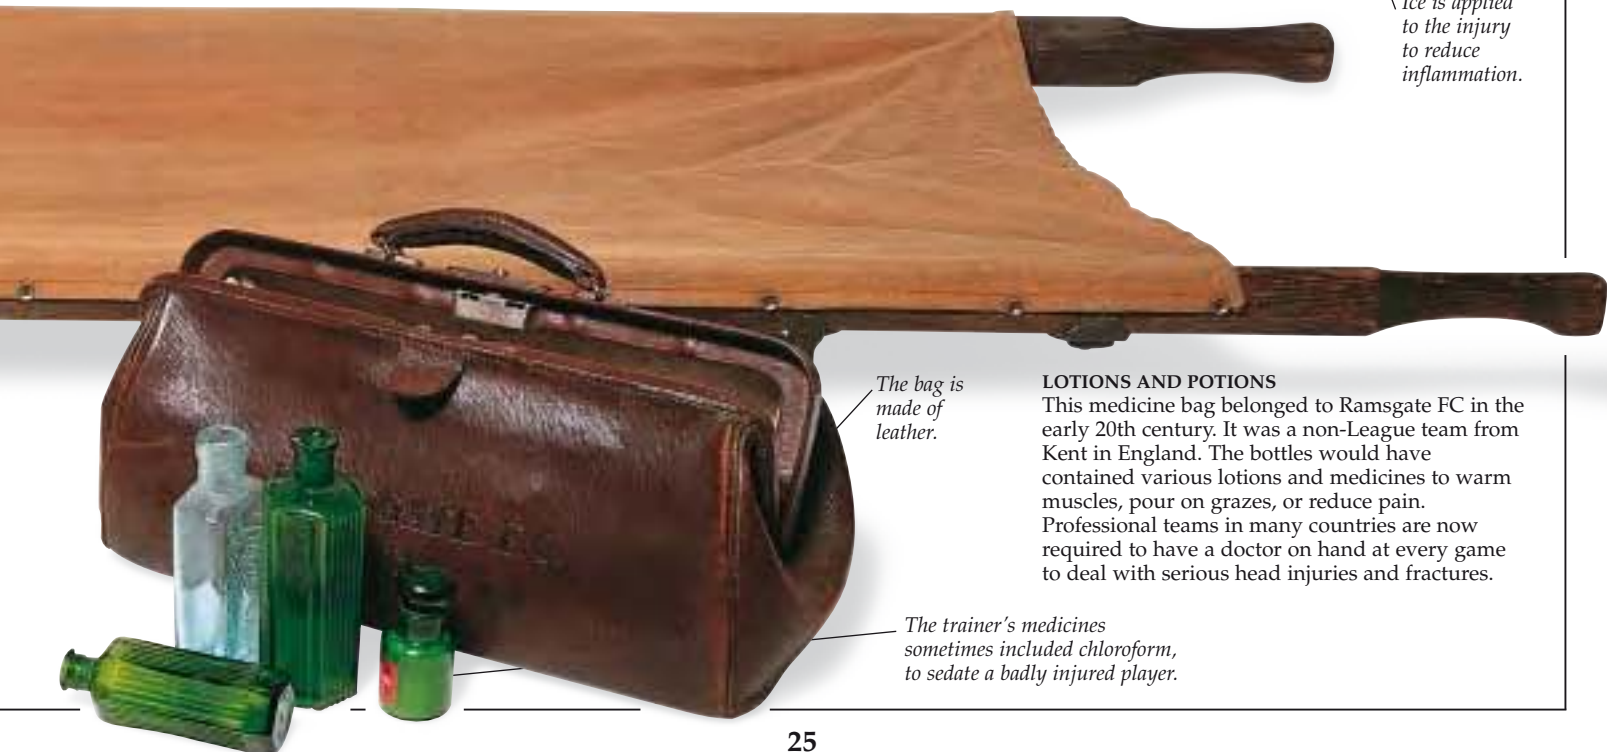 Ice is applied
to the injury
to reduce
inflammation.
The bag is
made of
leather.
LOTIONS AND POTIONS
This medicine bag belonged to Ramsgate FC in the
early 20th century. It was a non-League team from
Kent in England. The bottles would have
contained various lotions and medicines to warm
muscles, pour on grazes, or reduce pain.
Professional teams in many countries are now
required to have a doctor on hand at every game
to deal with serious head injuries and fractures.
The trainer's medicines
sometimes included chloroform,
to sedate a badly injured player.
25